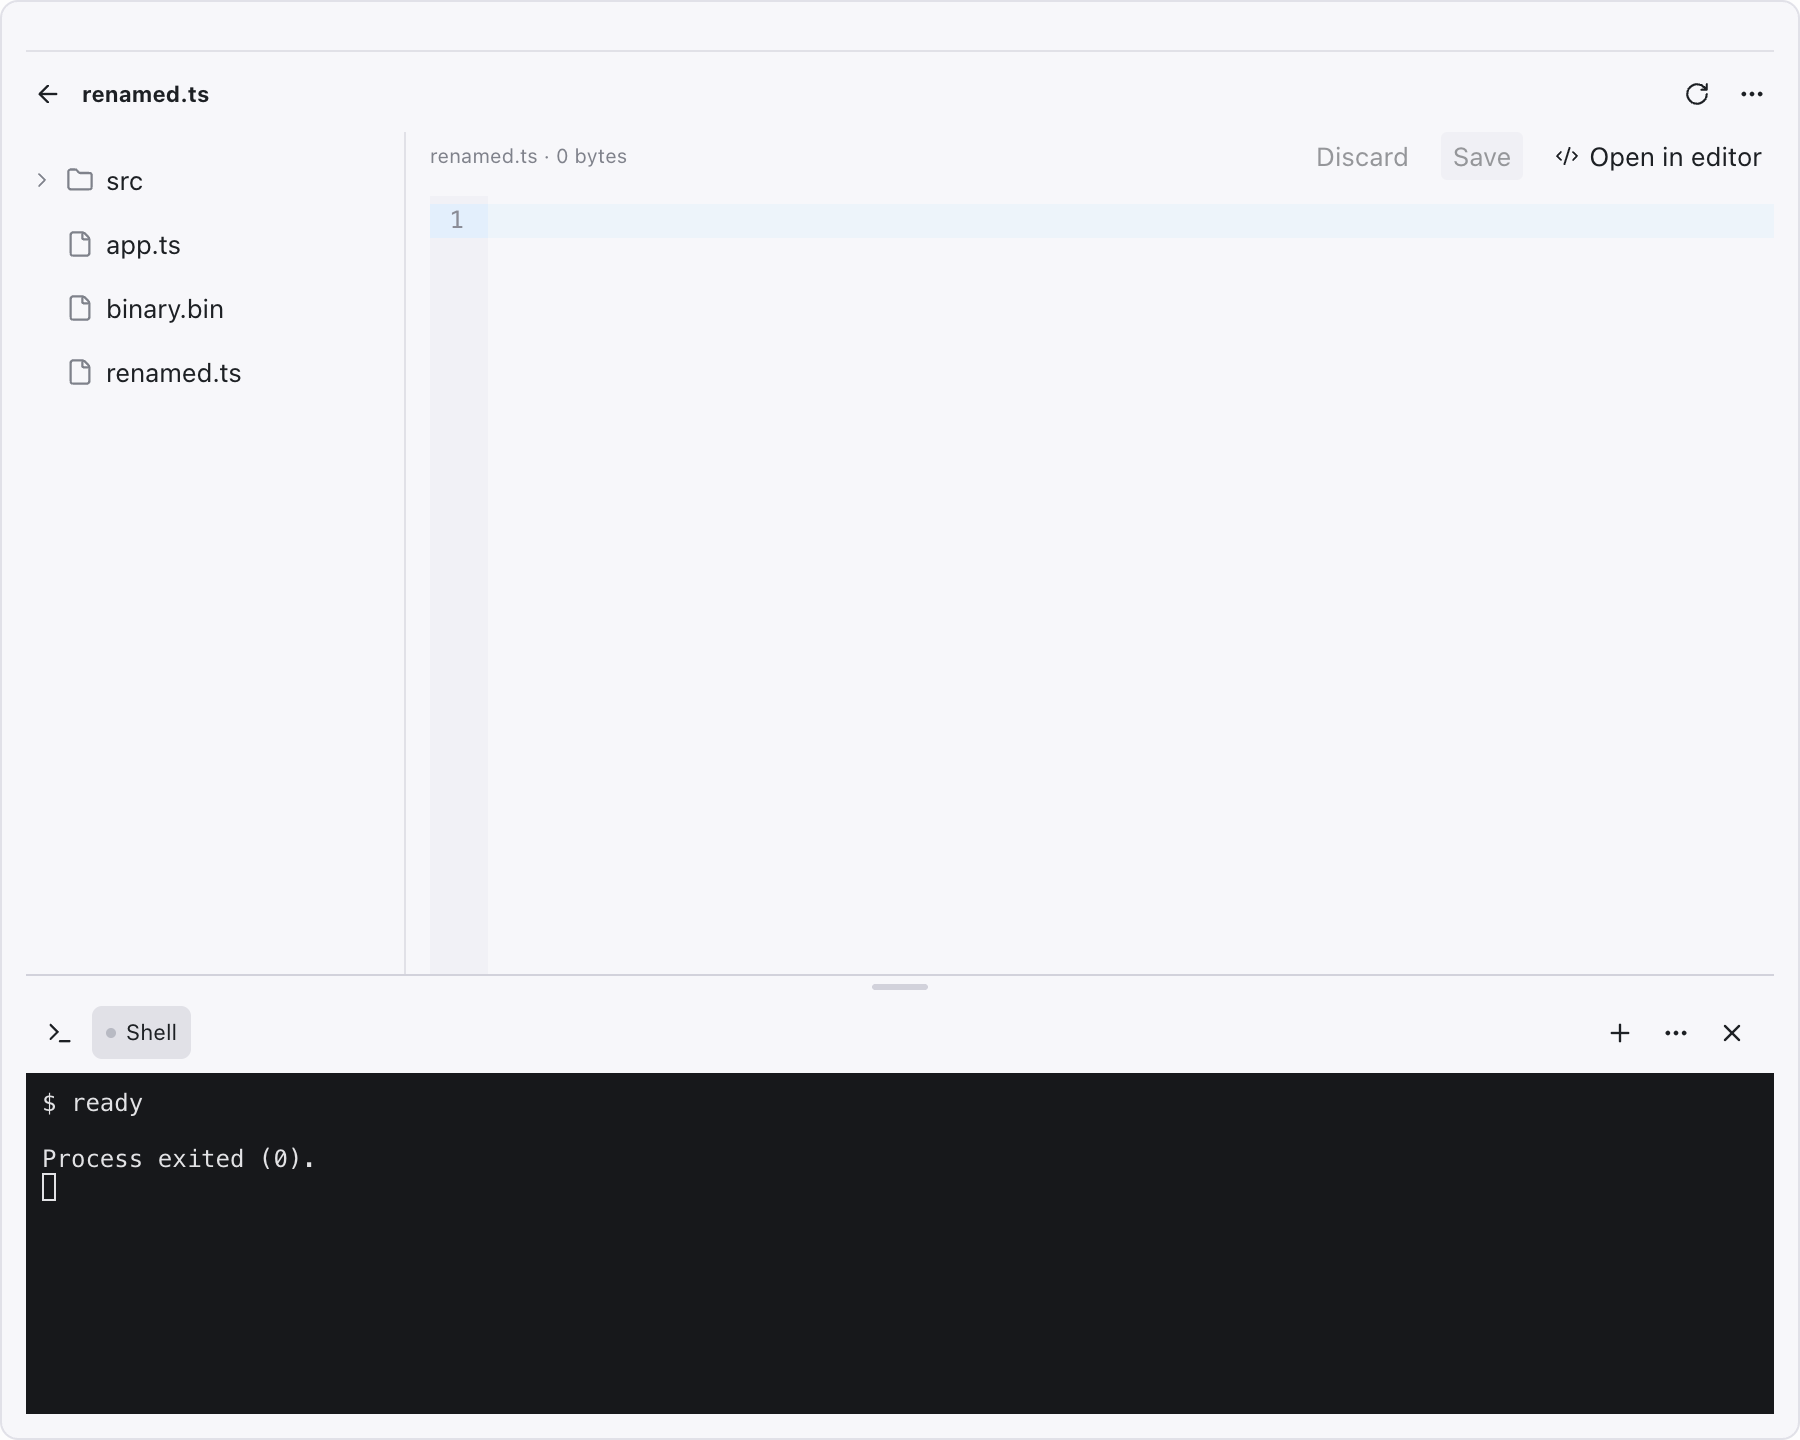 renamed.ts
src
app.ts
binary.bin
renamed.ts
renamed.ts · 0 bytes
Discard
Save
</> Open in editor
1
Shell
$ ready
Process exited (0).